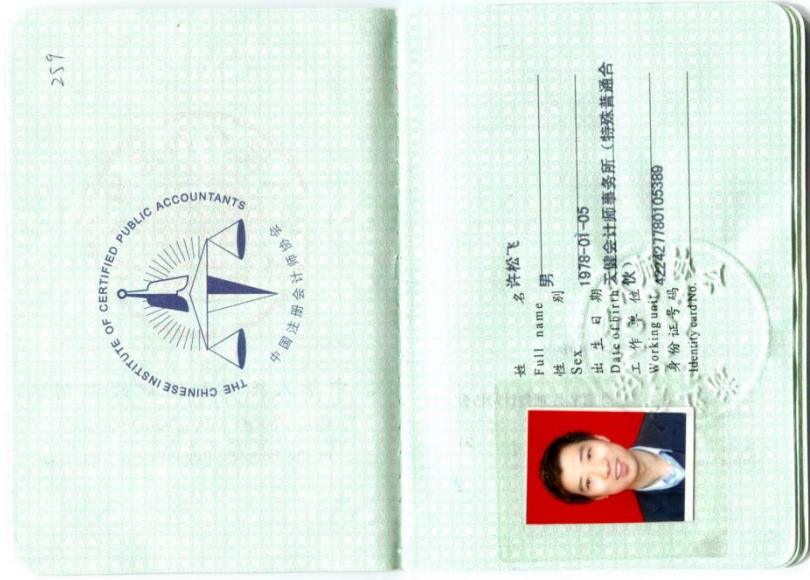 259
THE CHINESE INSTITUTE OF CERTIFIED PUBLIC ACCOUNTANTS
中国注册会计师协会
姓 名 许松飞
Full name
性 别 男
Sex
出 生 日 期 1978-01-05
Date of birth
工 作 单 位 天健会计师事务所（特殊普通合伙）
Working unit
身 份 证 号 码 422427780105389
Identity card No.